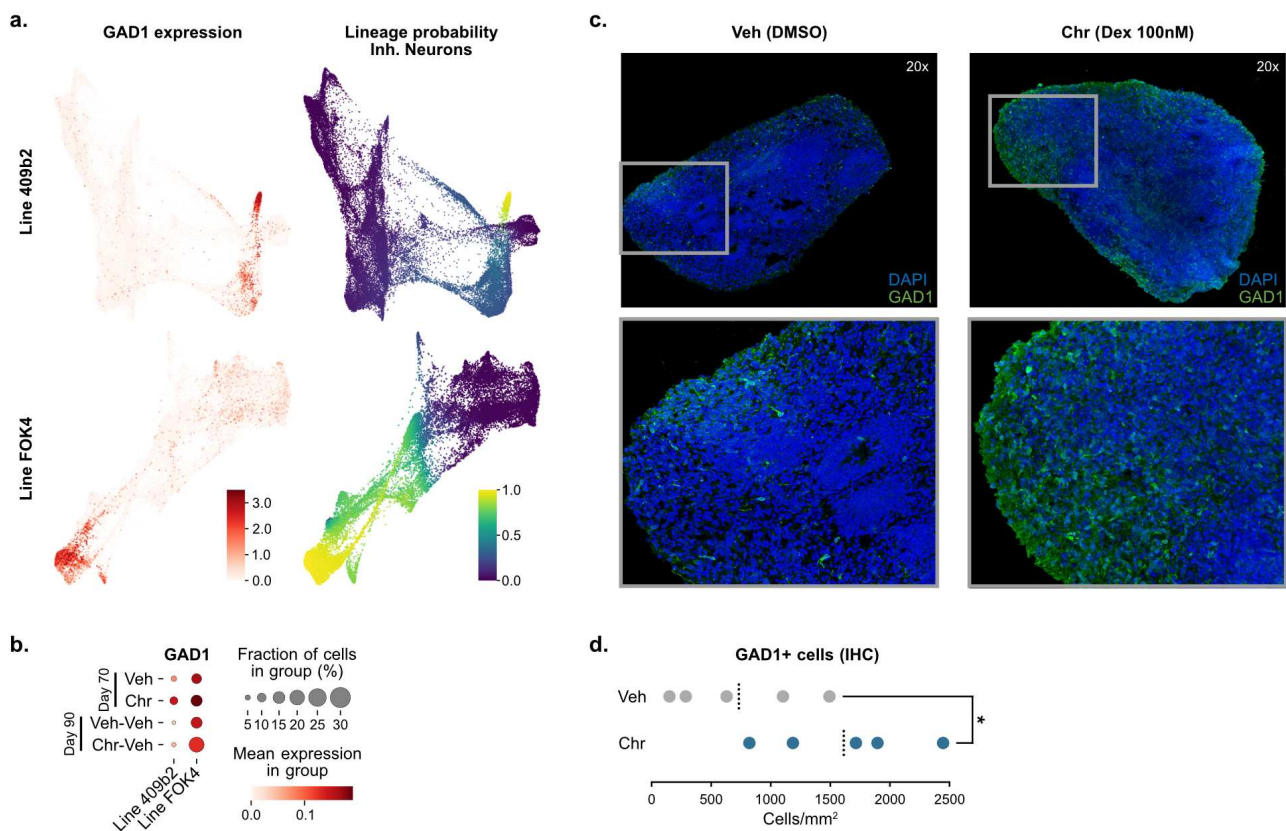 a.
GAD1 expression
Lineage probability
Inh. Neurons
Line 409b2
Line FOK4
3.0
2.0
1.0
0.0
1.0
0.5
0.0
b.
GAD1
Day 70
Veh
Chr
Day 90
Veh-Veh
Chr-Veh
Line 409b2
Line FOK4
Fraction of cells
in group (%)
5 10 15 20 25 30
Mean expression
in group
0.0 0.1
c.
Veh (DMSO)
Chr (Dex 100nM)
20x
DAPI
GAD1
20x
DAPI
GAD1
d.
GAD1+ cells (IHC)
Veh
Chr
*
0 500 1000 1500 2000 2500
Cells/mm²